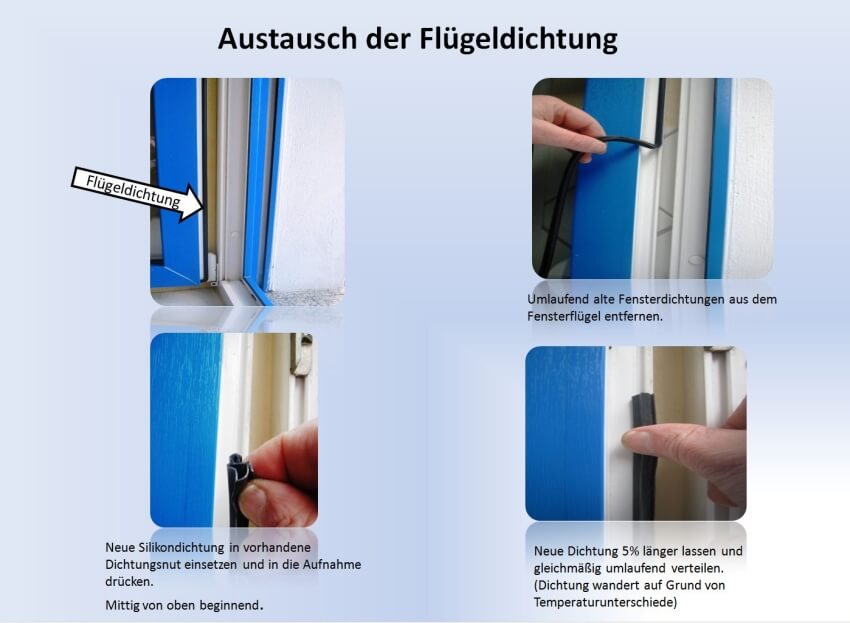 Austausch der Flügeldichtung
Flügeldichtung
Umlaufend alte Fensterdichtungen aus dem
Fensterflügel entfernen.
Neue Silikondichtung in vorhandene
Dichtungsnut einsetzen und in die Aufnahme
drücken.
Mittig von oben beginnend.
Neue Dichtung 5% länger lassen und
gleichmäßig umlaufend verteilen.
(Dichtung wandert auf Grund von
Temperaturunterschiede)